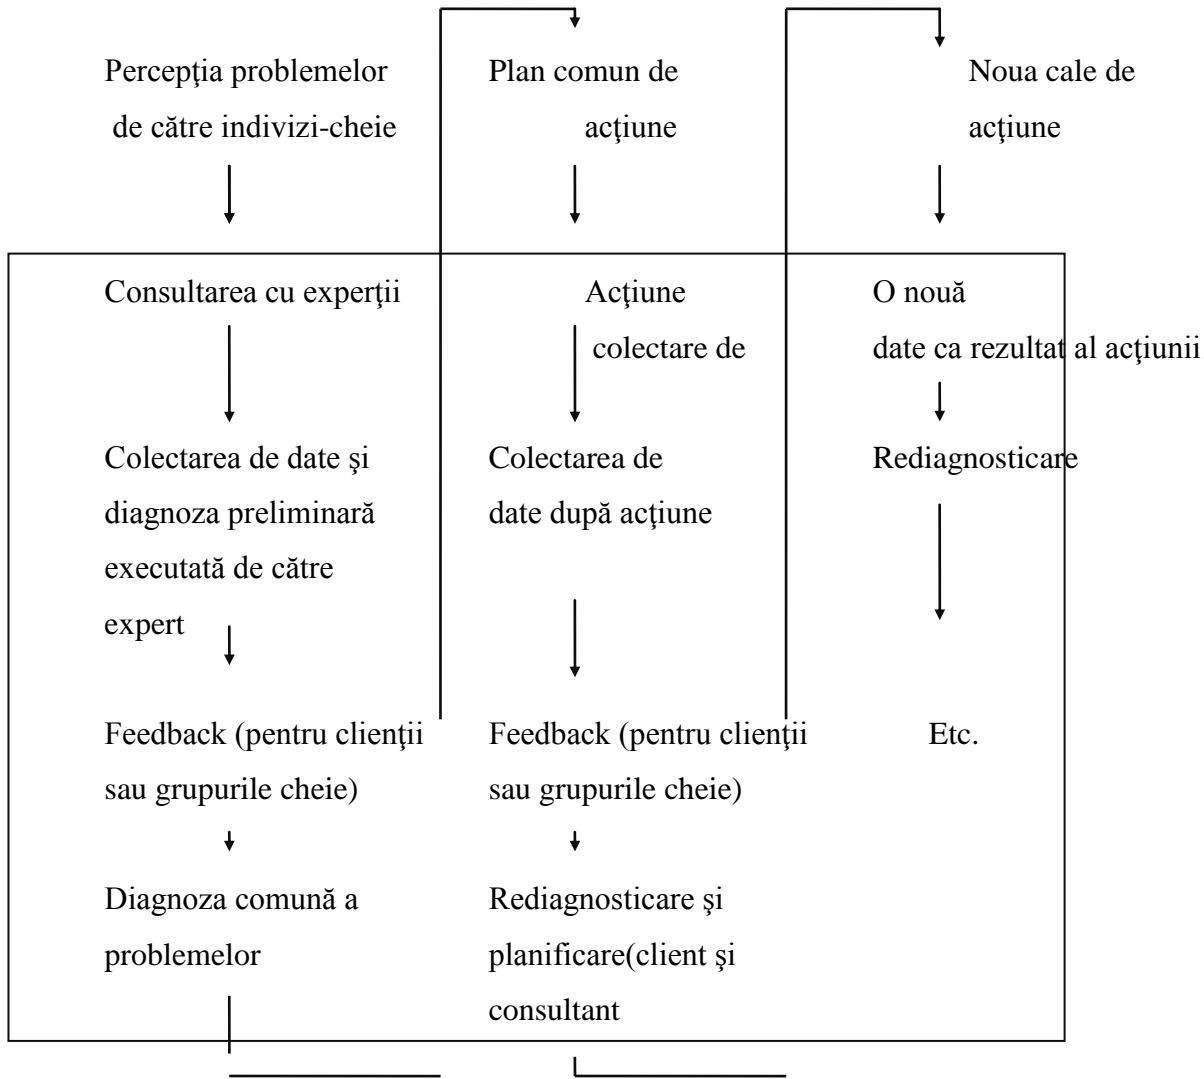 Percepţia problemelor
de către indivizi-cheie
Consultarea cu experţii
Colectarea de date şi
diagnoza preliminară
executată de către
expert
Feedback (pentru clienţii
sau grupurile cheie)
Diagnoza comună a
problemelor
Plan comun de
acţiune
Acţiune
colectare de
Colectarea de
date după acţiune
Feedback (pentru clienţii
sau grupurile cheie)
Rediagnosticare şi
planificare(client şi
consultant
Noua cale de
acţiune
O nouă
date ca rezultat al acţiunii
Rediagnosticare
Etc.